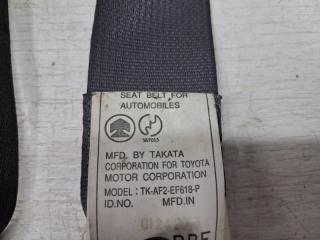 SEAT BELT FOR
AUTOMOBILES
MFD. BY TAKATA
CORPORATION FOR TOYOTA
MOTOR CORPORATION
MODEL: TK-AF2-EF618-P
ID.NO. MFD.IN